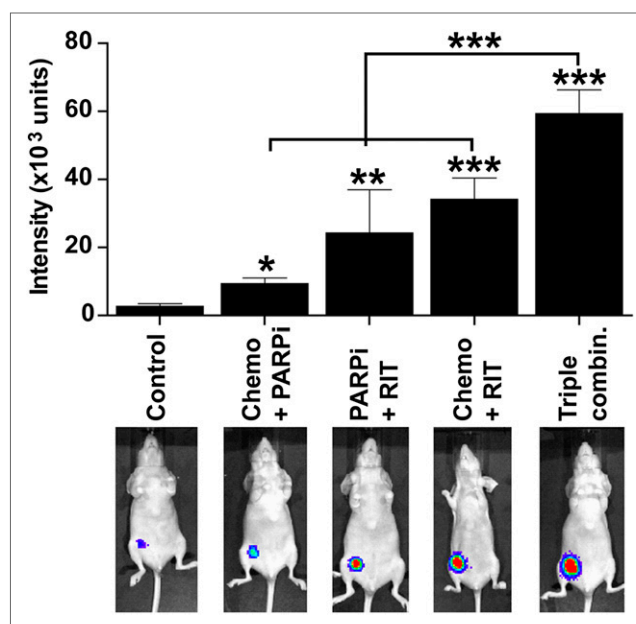 80
60
40
20
0
Intensity (x10³ units)
***
***
***
**
*
Control
Chemo
+ PARPi
PARPi
+ RIT
Chemo
+ RIT
Triple
combin.